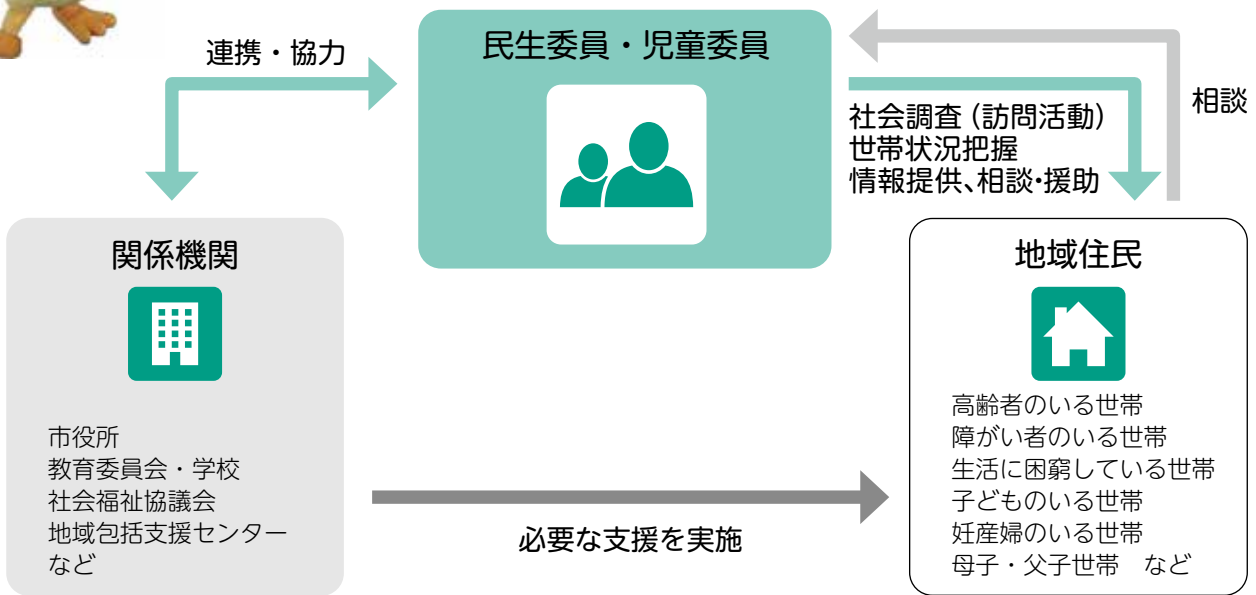 連携・協力
民生委員・児童委員
相談
社会調査（訪問活動）
世帯状況把握
情報提供、相談・援助
関係機関
市役所
教育委員会・学校
社会福祉協議会
地域包括支援センター
など
必要な支援を実施
地域住民
高齢者のいる世帯
障がい者のいる世帯
生活に困窮している世帯
子どものいる世帯
妊産婦のいる世帯
母子・父子世帯　など